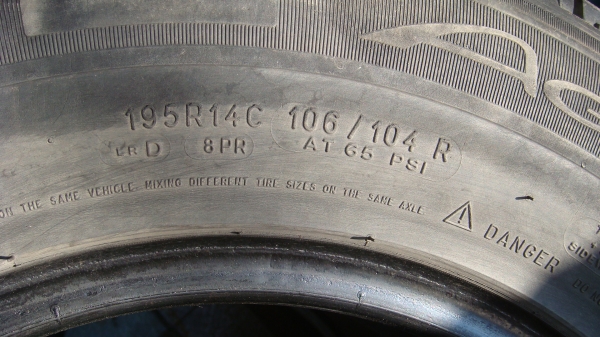 AG
195R14C 106/104 R
LR D 8PR AT 65 PSI
ON THE SAME VEHICLE. MIXING DIFFERENT TIRE SIZES ON THE SAME AXLE
DANGER